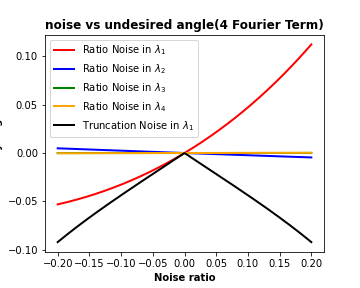 noise vs undesired angle(4 Fourier Term)
Ratio Noise in λ₁
Ratio Noise in λ₂
Ratio Noise in λ₃
Ratio Noise in λ₄
Truncation Noise in λ₁
0.10
0.05
0.00
−0.05
−0.10
−0.20 −0.15 −0.10 −0.05 0.00 0.05 0.10 0.15 0.20
Noise ratio